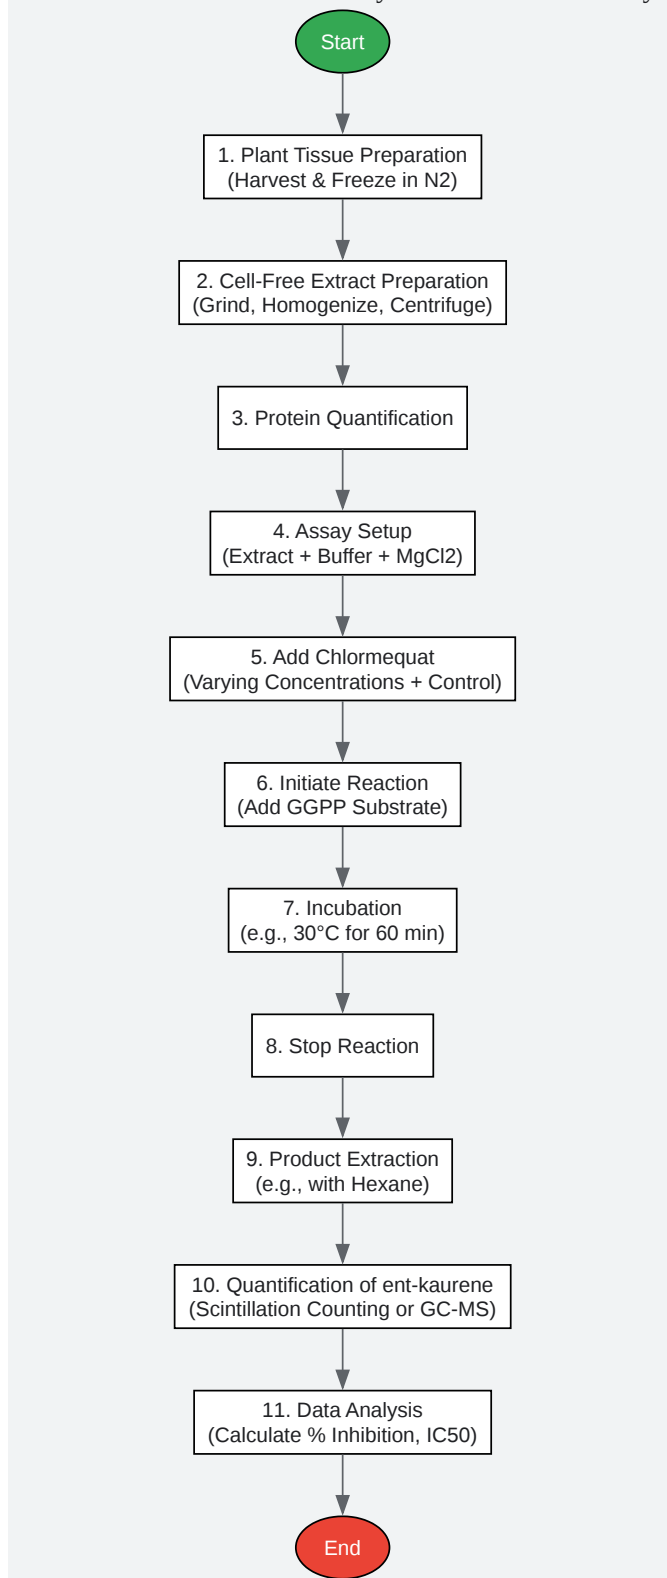 Start
1. Plant Tissue Preparation
(Harvest & Freeze in N2)
2. Cell-Free Extract Preparation
(Grind, Homogenize, Centrifuge)
3. Protein Quantification
4. Assay Setup
(Extract + Buffer + MgCl2)
5. Add Chlormequat
(Varying Concentrations + Control)
6. Initiate Reaction
(Add GGPP Substrate)
7. Incubation
(e.g., 30°C for 60 min)
8. Stop Reaction
9. Product Extraction
(e.g., with Hexane)
10. Quantification of ent-kaurene
(Scintillation Counting or GC-MS)
11. Data Analysis
(Calculate % Inhibition, IC50)
End